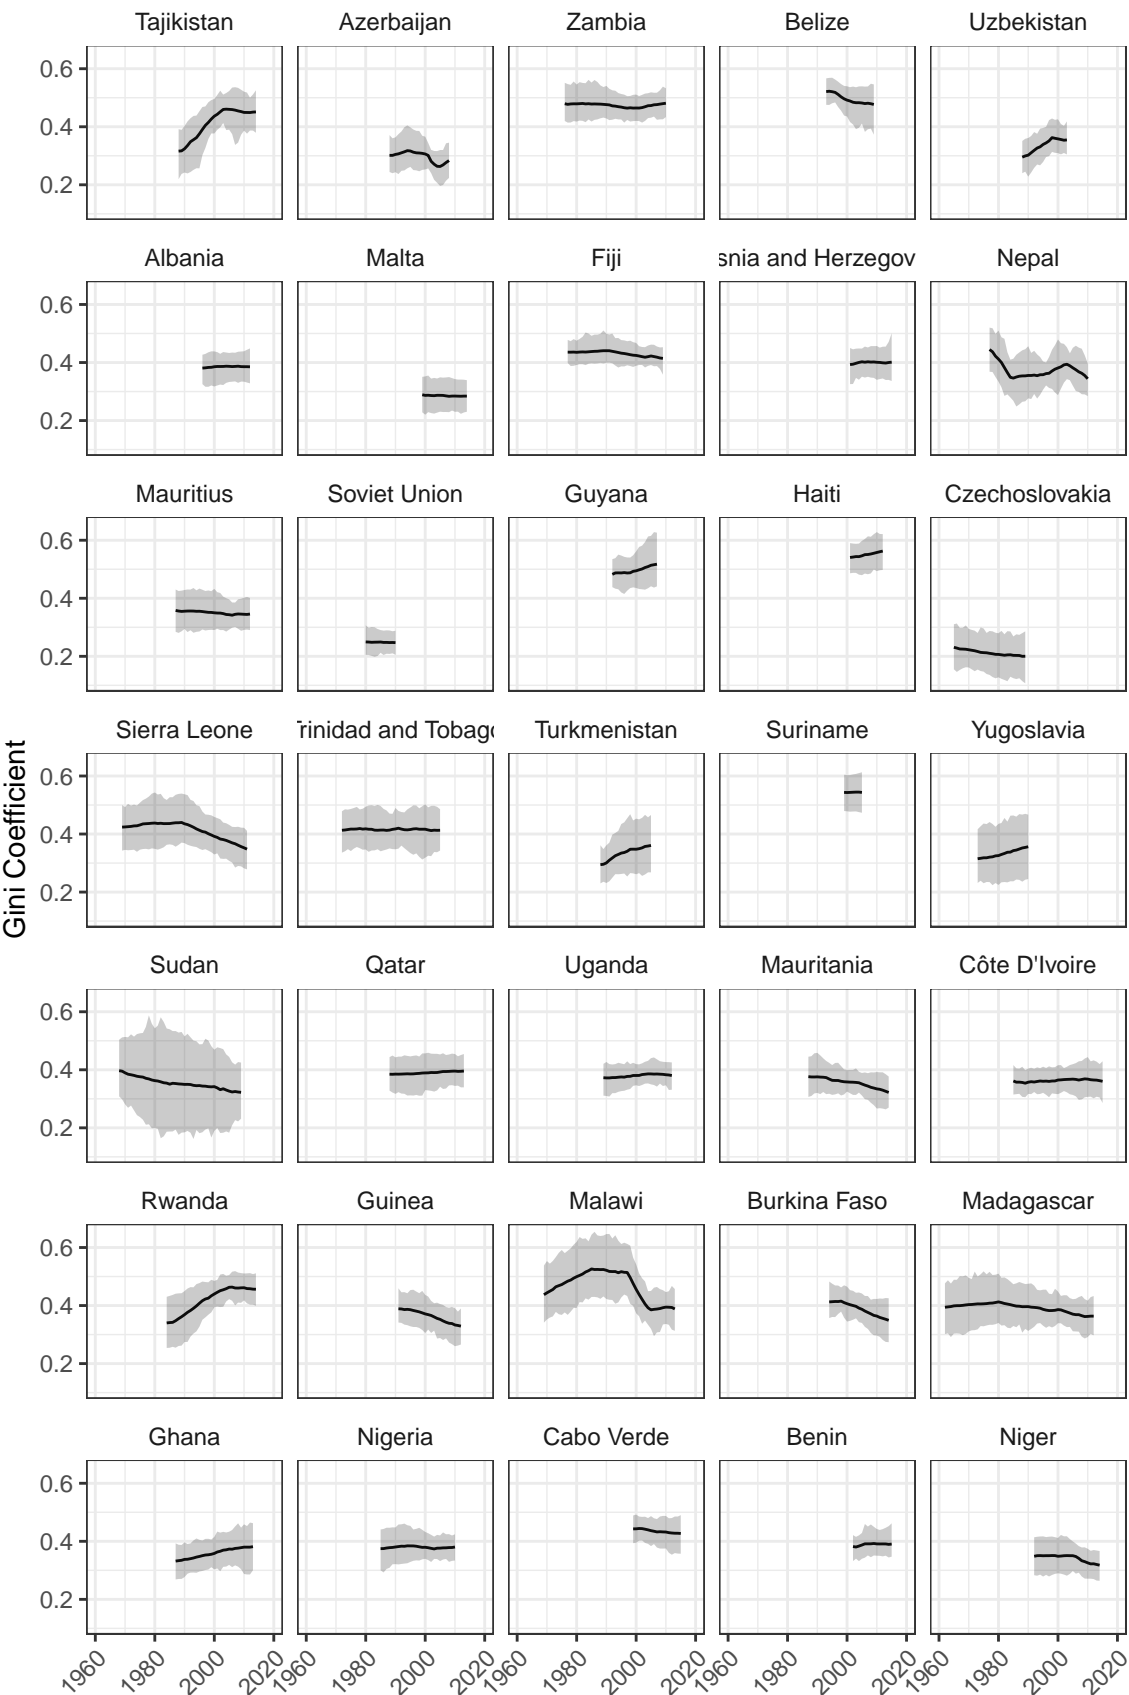 Tajikistan Azerbaijan Zambia Belize Uzbekistan
0.6
0.4
0.2
Albania Malta Fiji snia and Herzegov Nepal
0.6
0.4
0.2
Mauritius Soviet Union Guyana Haiti Czechoslovakia
0.6
0.4
0.2
Sierra Leone Trinidad and Tobago Turkmenistan Suriname Yugoslavia
0.6
0.4
0.2
Gini Coefficient
Sudan Qatar Uganda Mauritania Côte D'Ivoire
0.6
0.4
0.2
Rwanda Guinea Malawi Burkina Faso Madagascar
0.6
0.4
0.2
Ghana Nigeria Cabo Verde Benin Niger
0.6
0.4
0.2
1960 1980 2000 2020 1960 1980 2000 2020 1960 1980 2000 2020 1960 1980 2000 2020 1960 1980 2000 2020